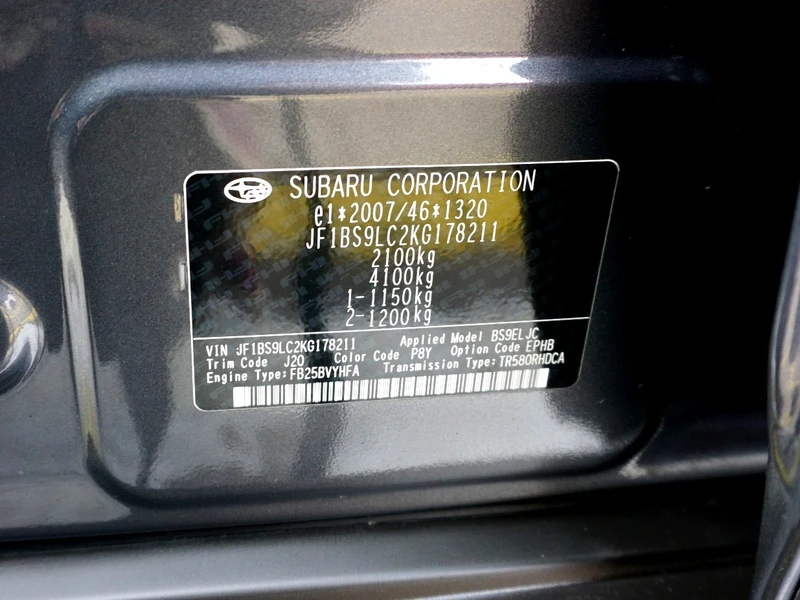 SUBARU CORPORATION
e1*2007/46*1320
JF1BS9LC2KG178211
2100kg
4100kg
1-1150kg
2-1200kg
VIN JF1BS9LC2KG178211 Applied Model BS9ELJC
Trim Code J20 Color Code P8Y Option Code EPHB
Engine Type:FB25BVYHFA Transmission Type:TR580RHDCA